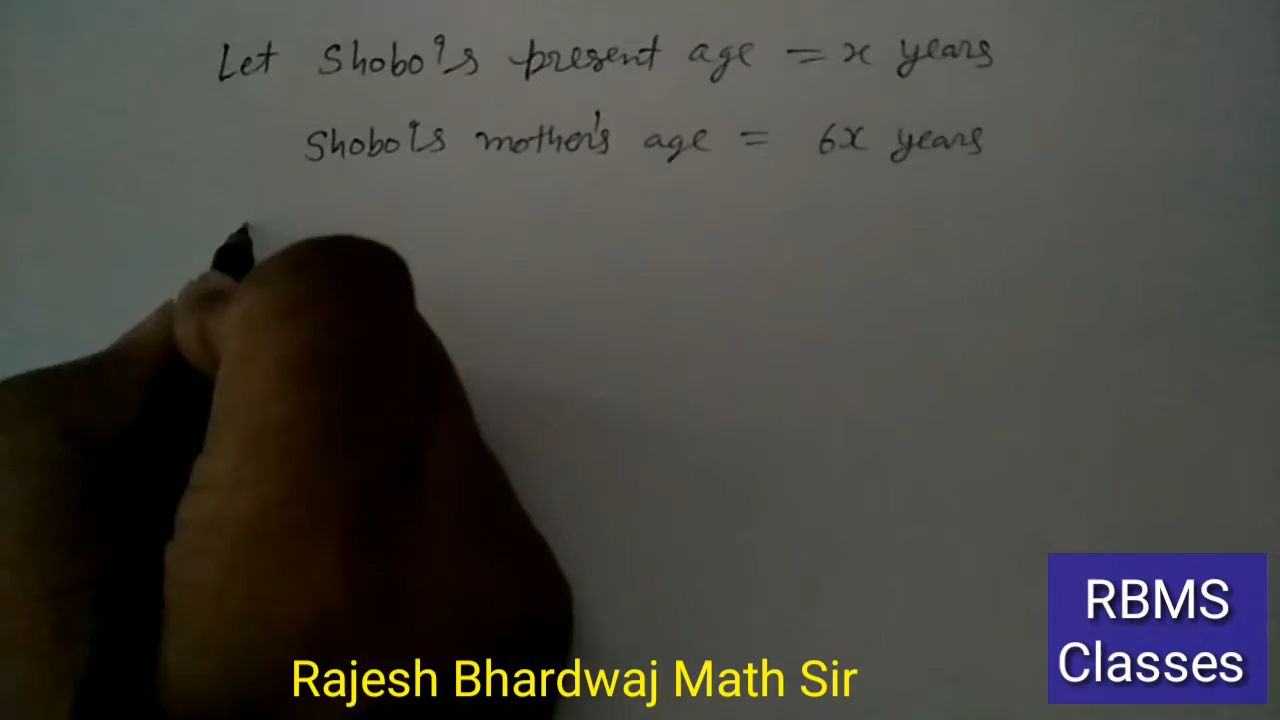 Let Shobo's present age = x years
Shobo's mother's age = 6x years
RBMS
Classes
Rajesh Bhardwaj Math Sir